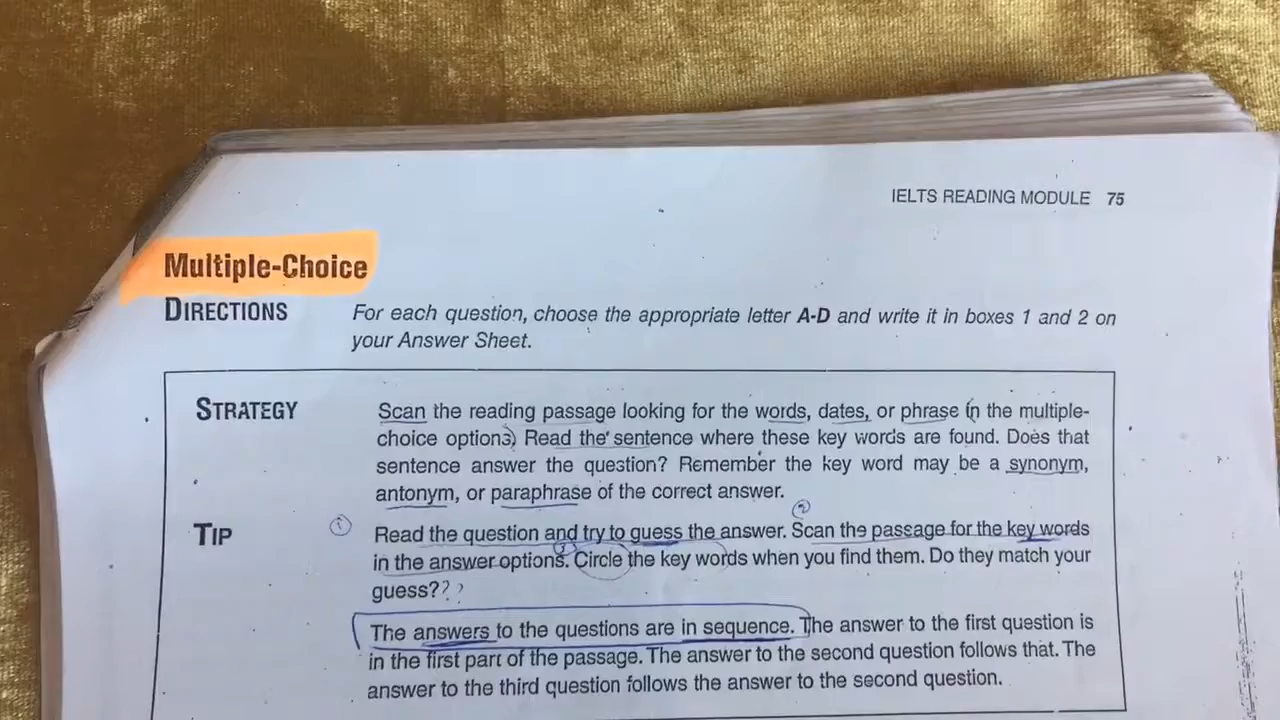 IELTS READING MODULE 75
Multiple-Choice
DIRECTIONS For each question, choose the appropriate letter A-D and write it in boxes 1 and 2 on
your Answer Sheet.
STRATEGY Scan the reading passage looking for the words, dates, or phrase (in the multiple-
choice options) Read the sentence where these key words are found. Does that
sentence answer the question? Remember the key word may be a synonym,
antonym, or paraphrase of the correct answer.
2
TIP 1 Read the question and try to guess the answer. Scan the passage for the key words
in the answer options. Circle the key words when you find them. Do they match your
guess???
The answers to the questions are in sequence. The answer to the first question is
in the first part of the passage. The answer to the second question follows that. The
answer to the third question follows the answer to the second question.